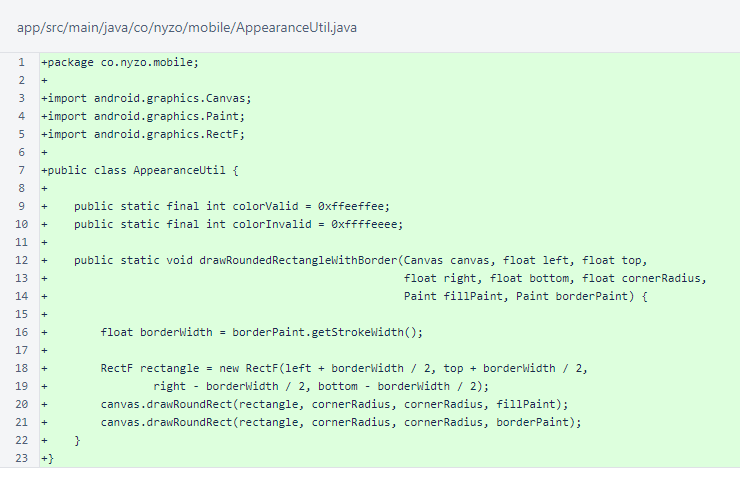 app/src/main/java/co/nyzo/mobile/AppearanceUtil.java
1 +package co.nyzo.mobile;
2 +
3 +import android.graphics.Canvas;
4 +import android.graphics.Paint;
5 +import android.graphics.RectF;
6 +
7 +public class AppearanceUtil {
8 +
9 +    public static final int colorValid = 0xffeeffee;
10 +    public static final int colorInvalid = 0xffffeeee;
11 +
12 +    public static void drawRoundedRectangleWithBorder(Canvas canvas, float left, float top,
13 +                                                      float right, float bottom, float cornerRadius,
14 +                                                      Paint fillPaint, Paint borderPaint) {
15 +
16 +        float borderWidth = borderPaint.getStrokeWidth();
17 +
18 +        RectF rectangle = new RectF(left + borderWidth / 2, top + borderWidth / 2,
19 +                right - borderWidth / 2, bottom - borderWidth / 2);
20 +        canvas.drawRoundRect(rectangle, cornerRadius, cornerRadius, fillPaint);
21 +        canvas.drawRoundRect(rectangle, cornerRadius, cornerRadius, borderPaint);
22 +    }
23 +}